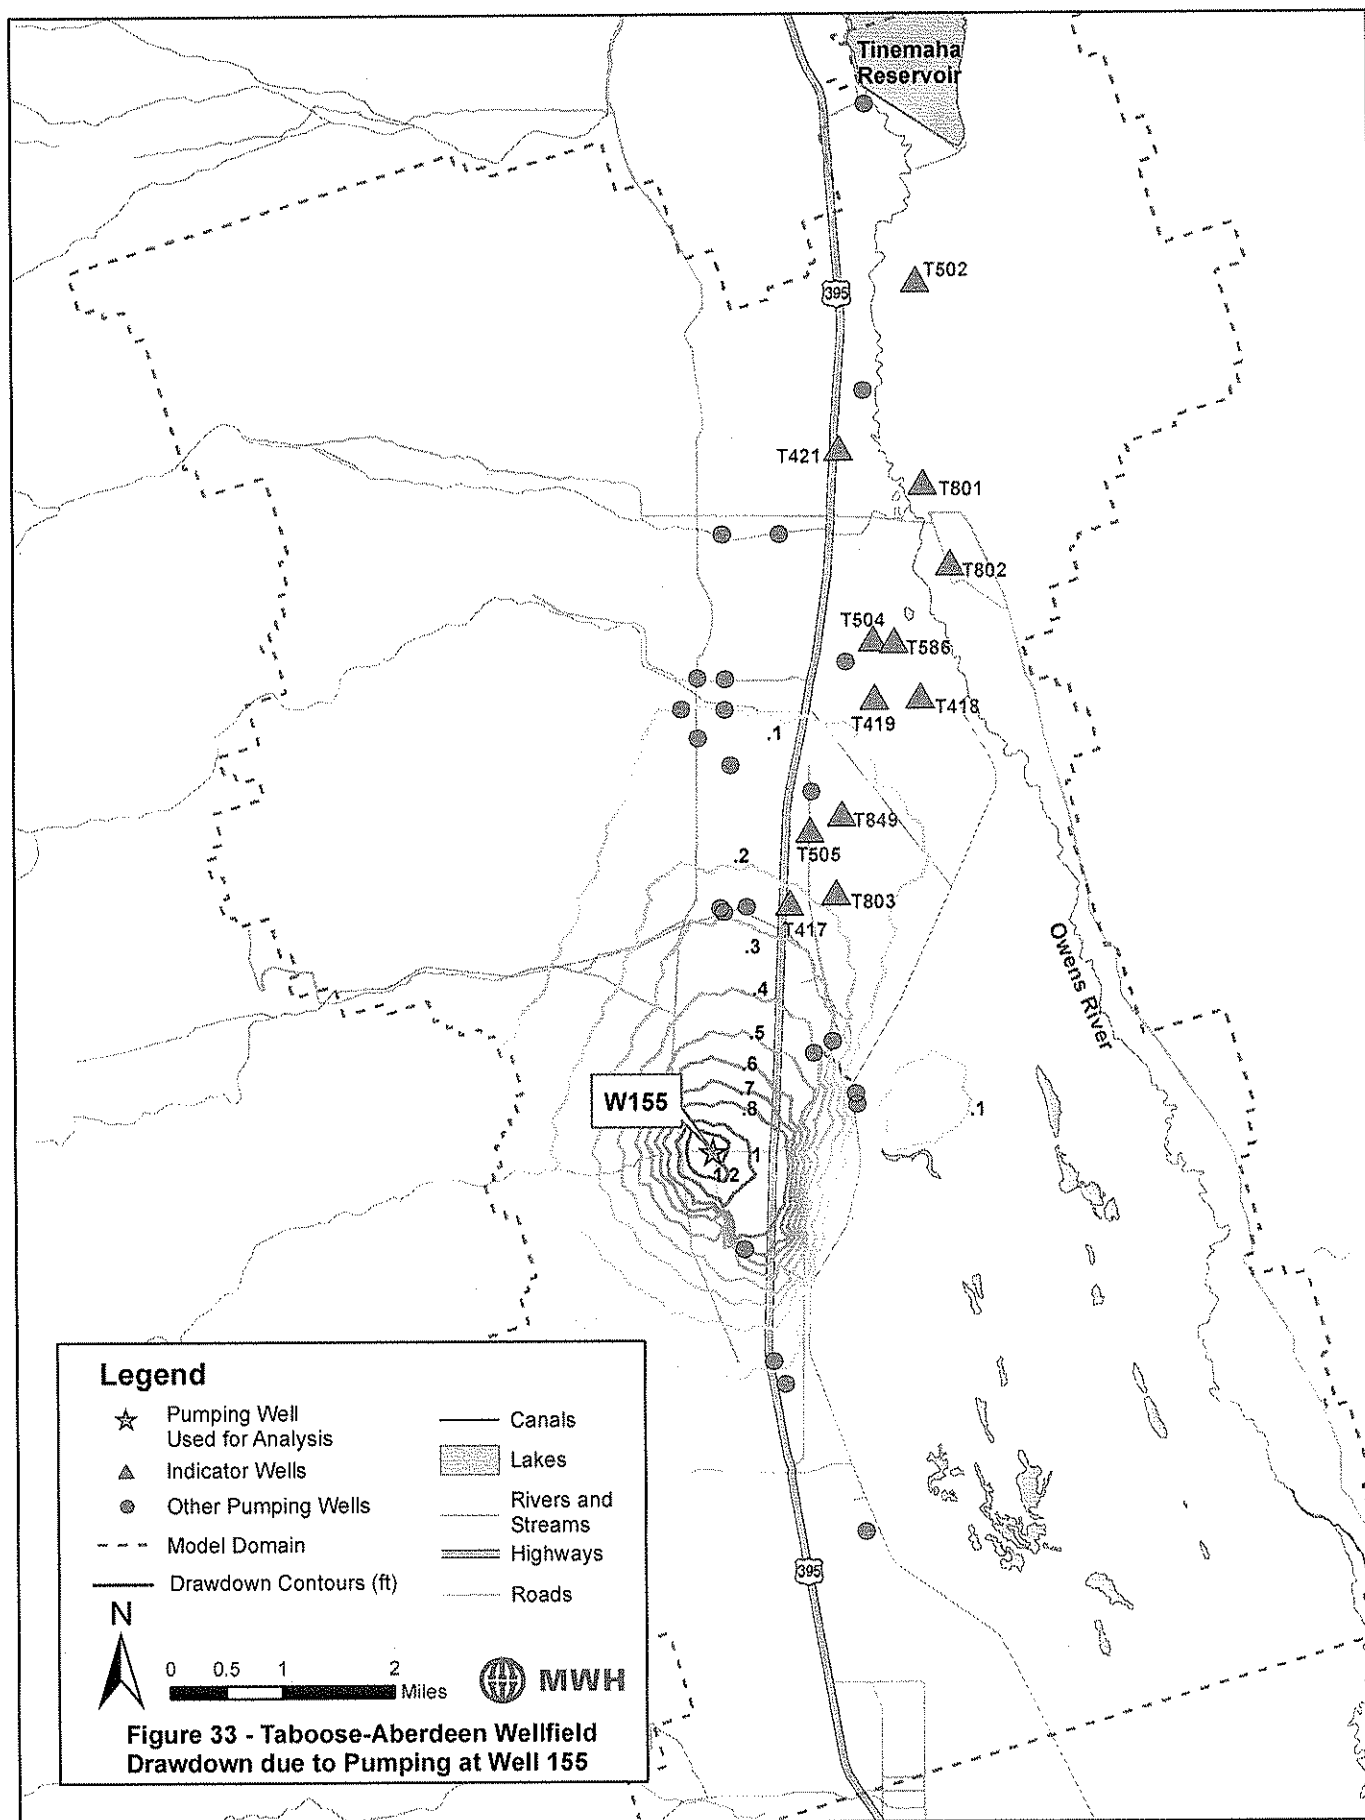 Tinemaha
Reservoir
T502
395
T421
T801
T802
T504
T586
T419
T418
.1
T849
T505
.2
T803
T417
.3
Owens River
.4
.5
.6
.7
.8
W155
.1
1
1.2
Legend
Pumping Well
Used for Analysis
Indicator Wells
Other Pumping Wells
Model Domain
Drawdown Contours (ft)
Canals
Lakes
Rivers and
Streams
Highways
Roads
395
N
0 0.5 1 2
Miles
MWH
Figure 33 - Taboose-Aberdeen Wellfield
Drawdown due to Pumping at Well 155